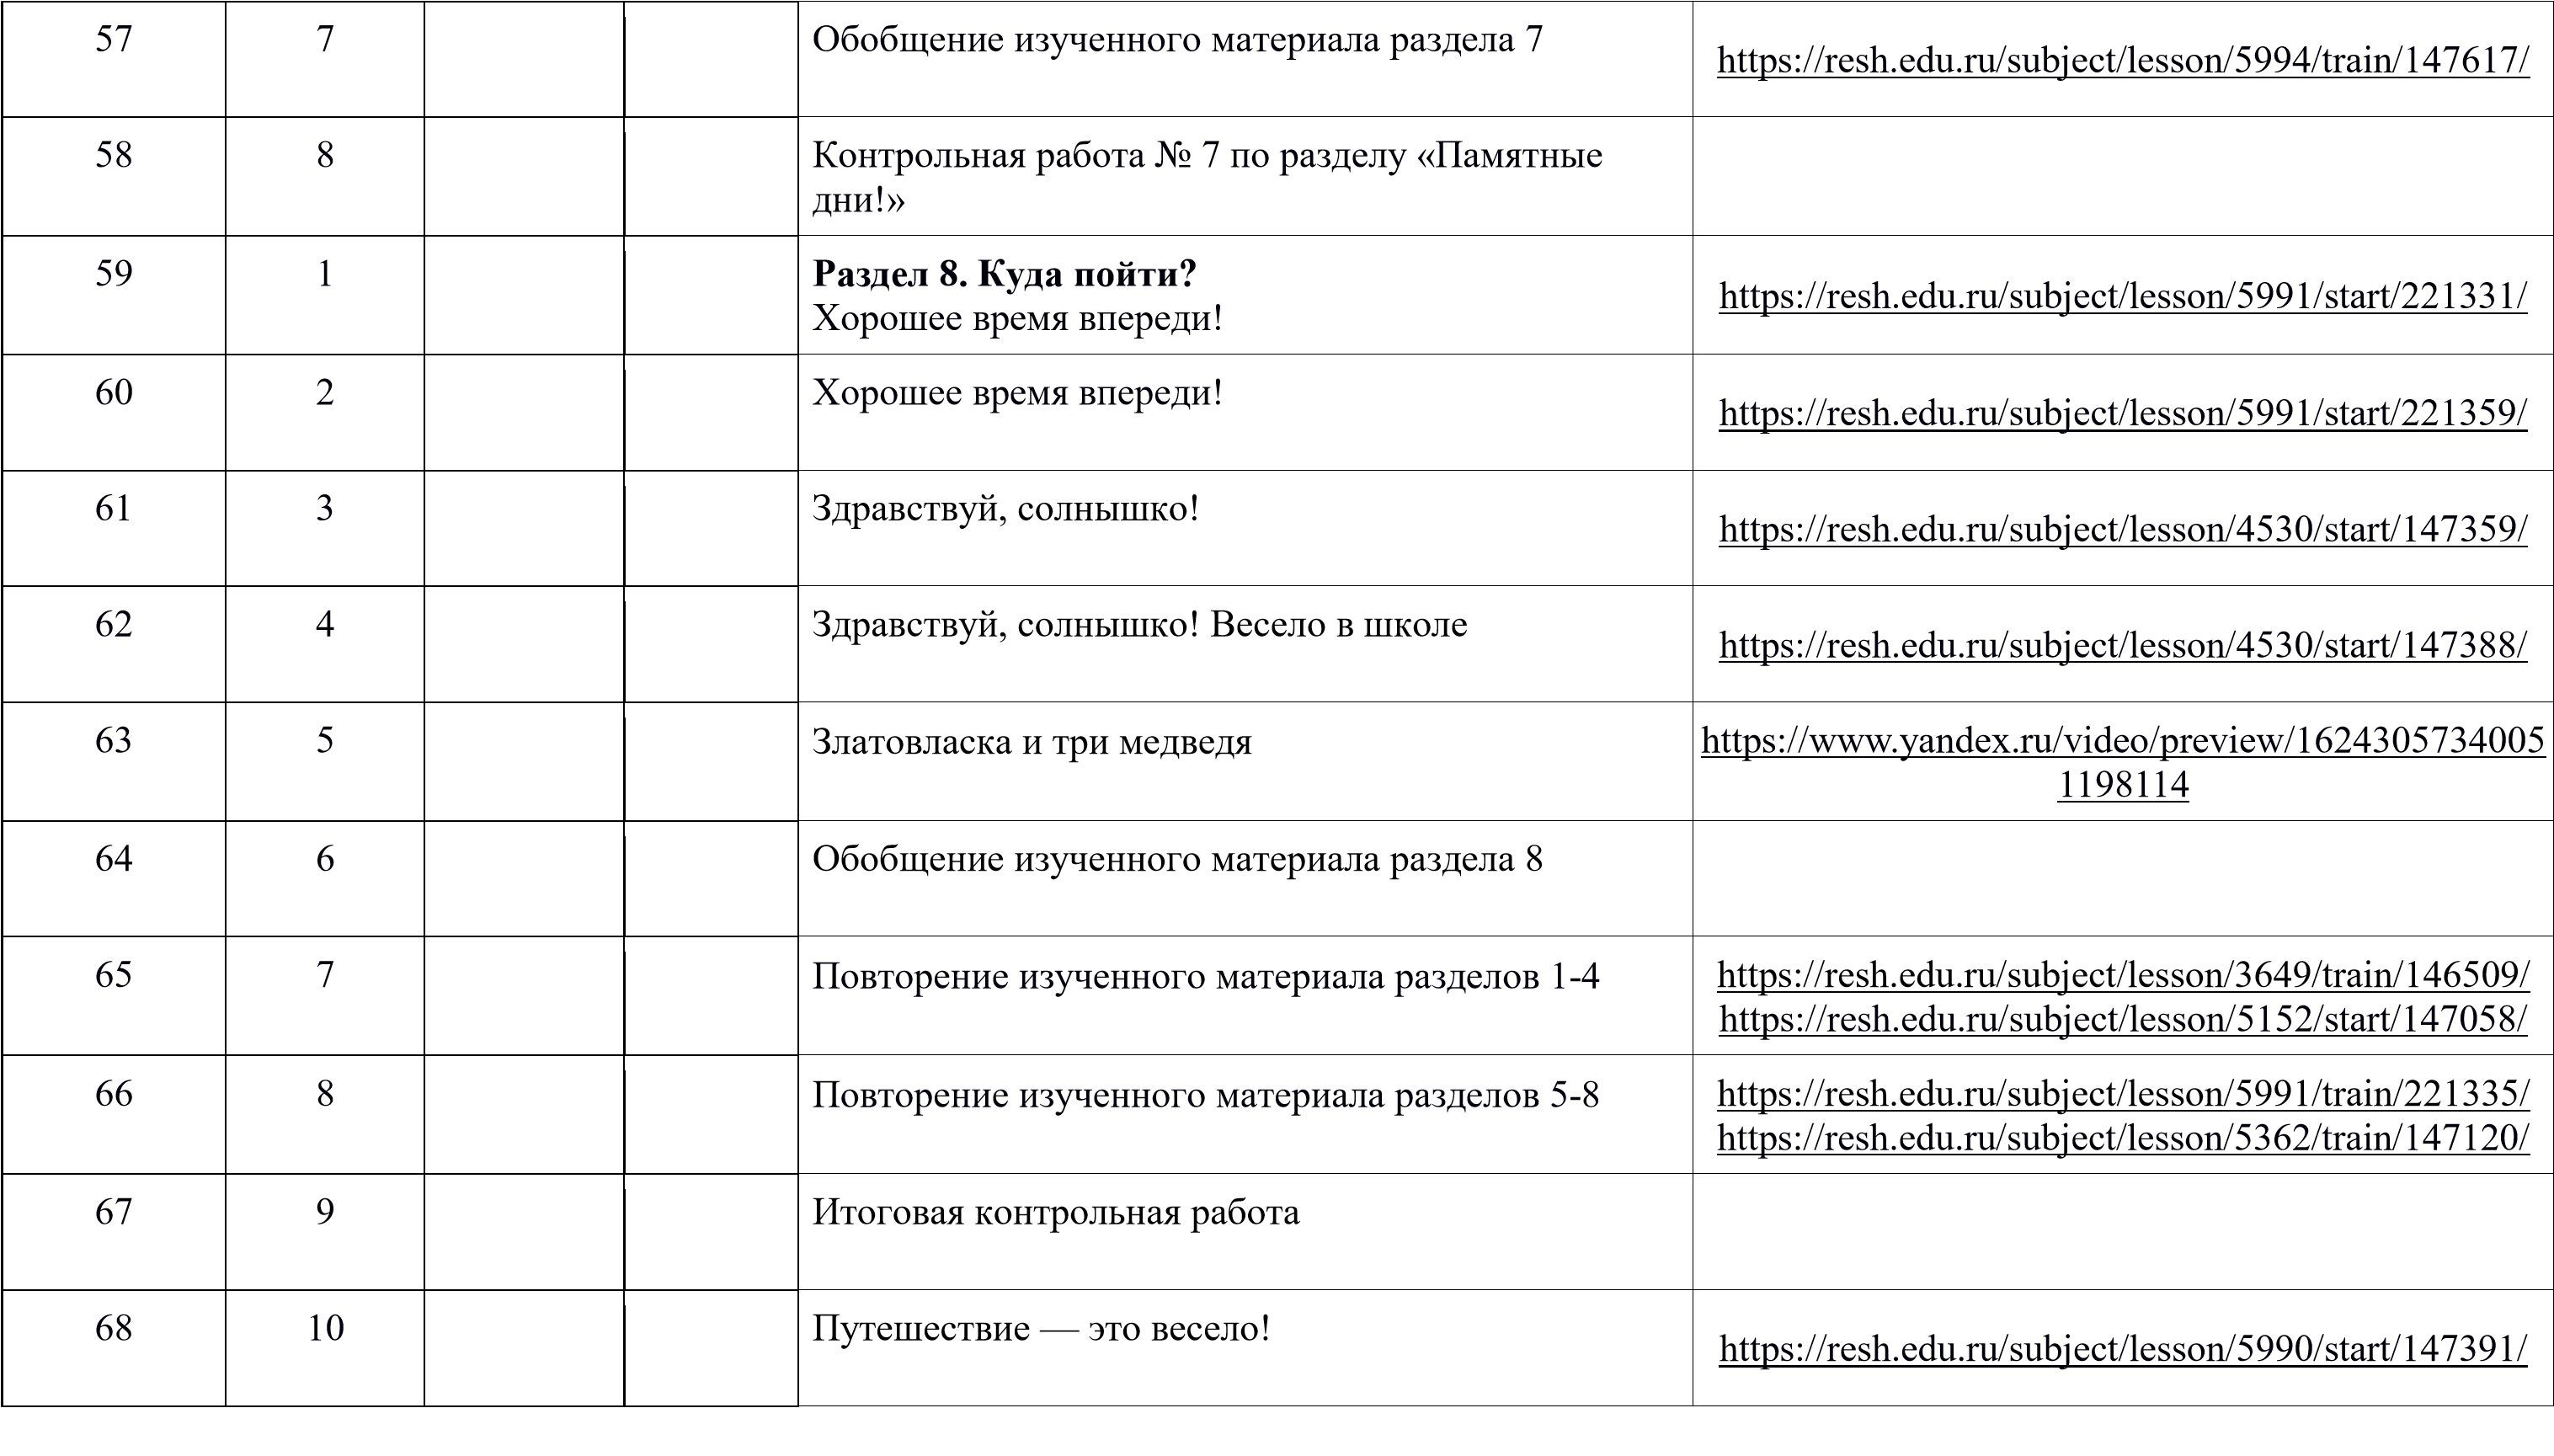 57 7 Обобщение изученного материала раздела 7 https://resh.edu.ru/subject/lesson/5994/train/147617/
58 8 Контрольная работа № 7 по разделу «Памятные
дни!»
59 1 Раздел 8. Куда пойти?
Хорошее время впереди! https://resh.edu.ru/subject/lesson/5991/start/221331/
60 2 Хорошее время впереди! https://resh.edu.ru/subject/lesson/5991/start/221359/
61 3 Здравствуй, солнышко! https://resh.edu.ru/subject/lesson/4530/start/147359/
62 4 Здравствуй, солнышко! Весело в школе https://resh.edu.ru/subject/lesson/4530/start/147388/
63 5 Златовласка и три медведя https://www.yandex.ru/video/preview/1624305734005
1198114
64 6 Обобщение изученного материала раздела 8
65 7 Повторение изученного материала разделов 1-4 https://resh.edu.ru/subject/lesson/3649/train/146509/
https://resh.edu.ru/subject/lesson/5152/start/147058/
66 8 Повторение изученного материала разделов 5-8 https://resh.edu.ru/subject/lesson/5991/train/221335/
https://resh.edu.ru/subject/lesson/5362/train/147120/
67 9 Итоговая контрольная работа
68 10 Путешествие — это весело! https://resh.edu.ru/subject/lesson/5990/start/147391/